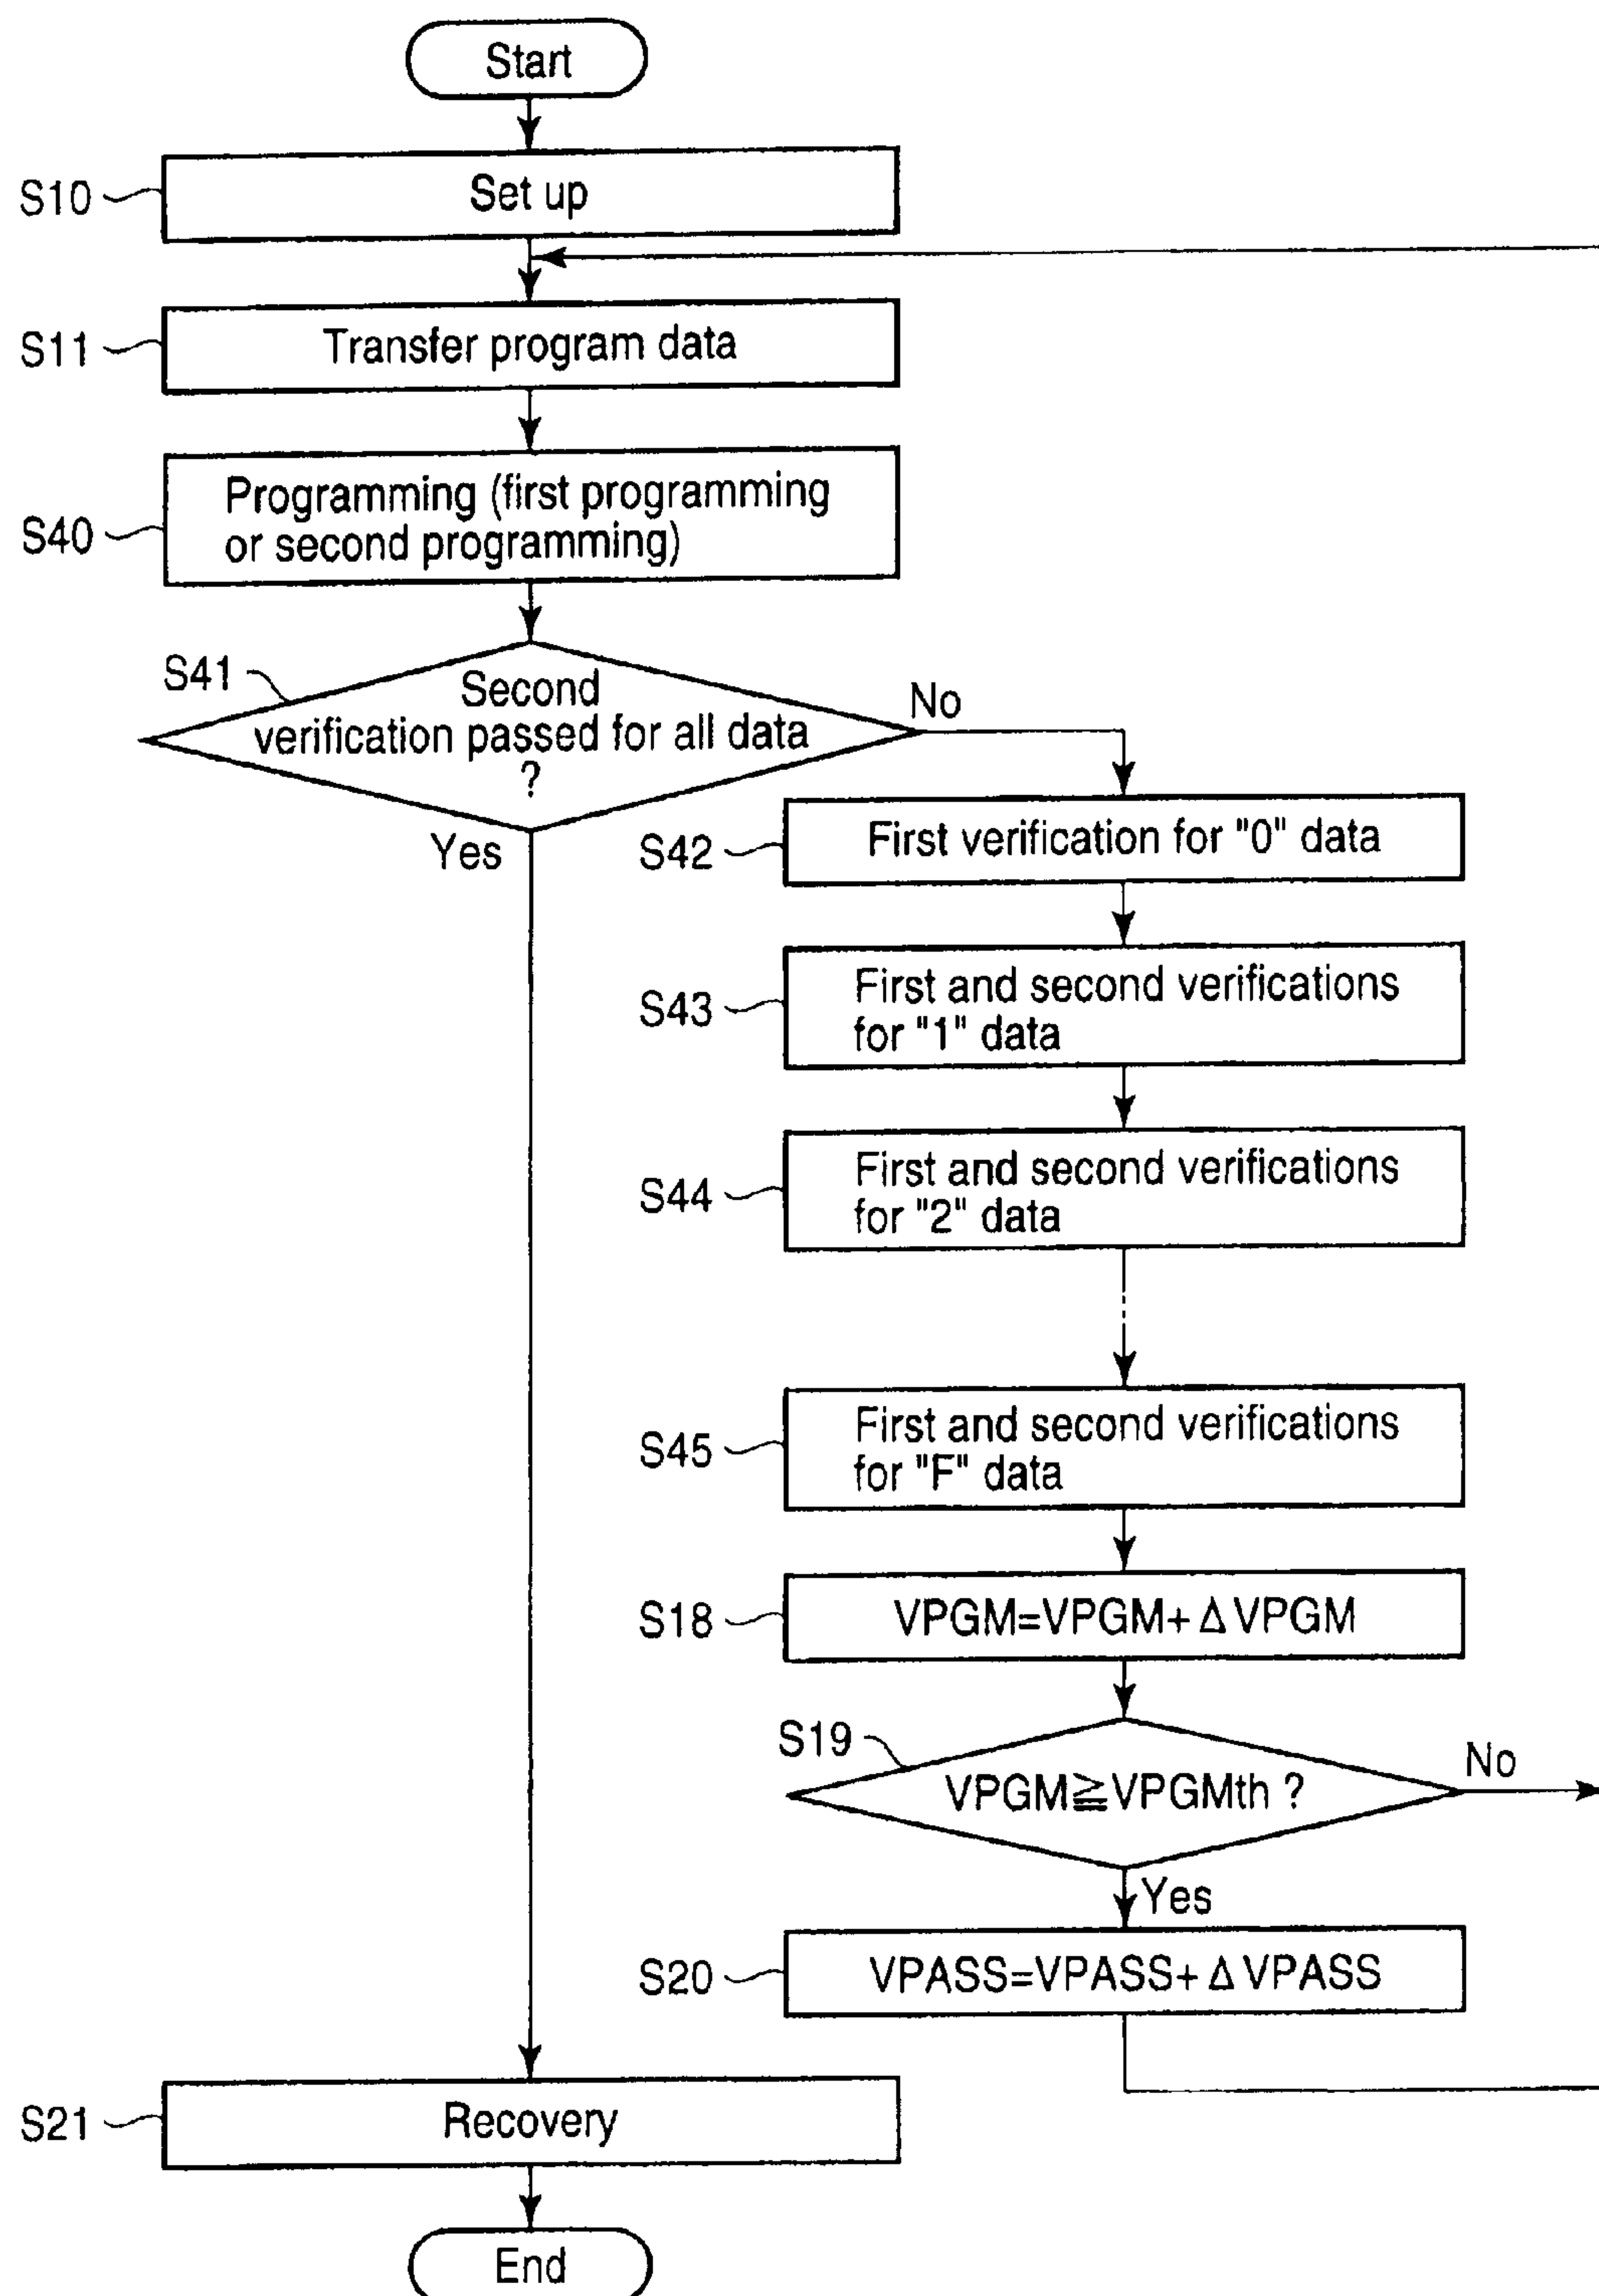 Start
S10
Set up
S11
Transfer program data
S40
Programming (first programming
or second programming)
S41
Second
verification passed for all data
?
No
Yes
S42
First verification for "0" data
S43
First and second verifications
for "1" data
S44
First and second verifications
for "2" data
S45
First and second verifications
for "F" data
S18
VPGM=VPGM+ Δ VPGM
S19
VPGM≧VPGMth ?
No
Yes
S20
VPASS=VPASS+ Δ VPASS
S21
Recovery
End